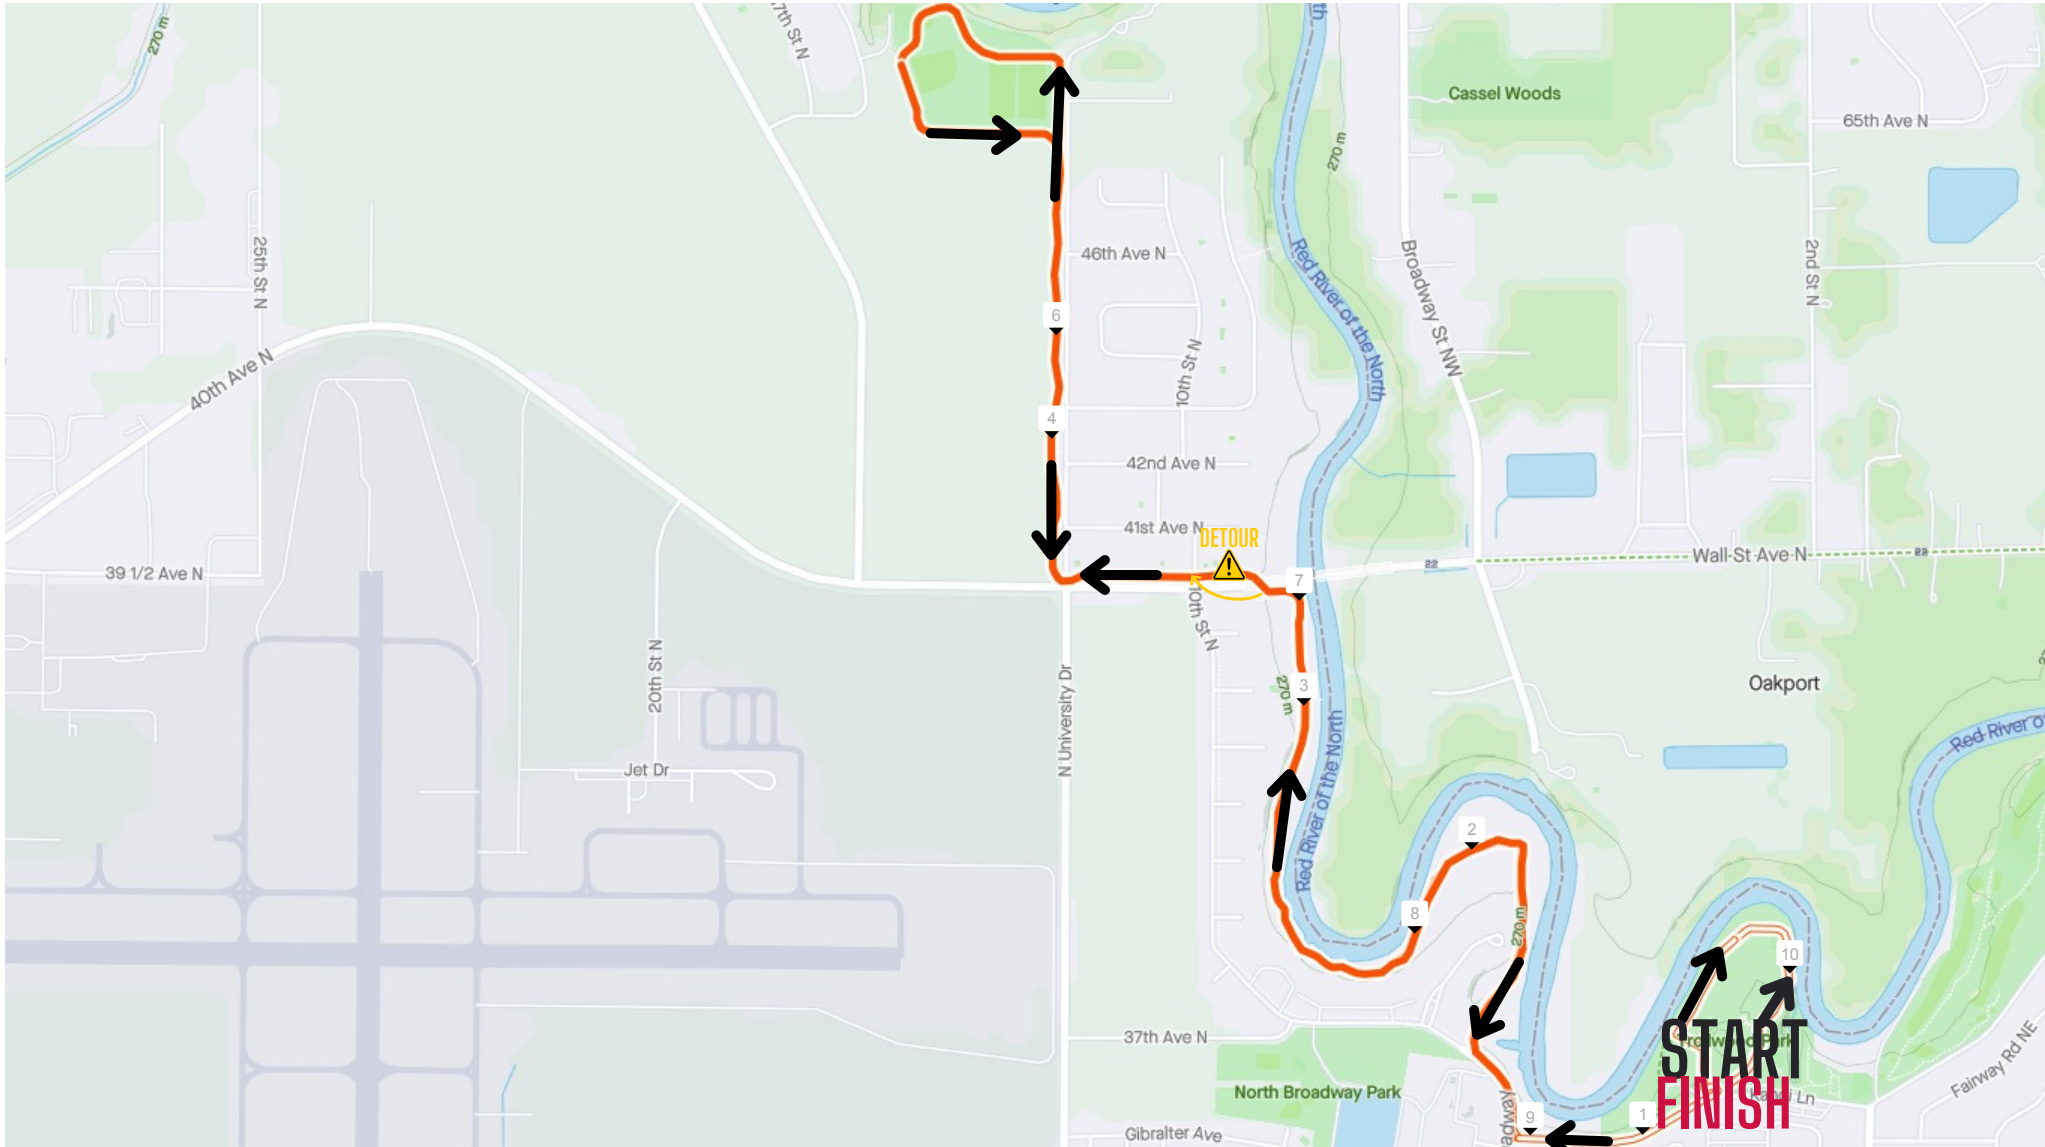 270 m
17th St N
Cassel Woods
65th Ave N
270 m
25th St N
46th Ave N
Red River of the North
Broadway St NW
2nd St N
6
40th Ave N
10th St N
4
42nd Ave N
41st Ave N
DETOUR
Wall St Ave N
22
22
39 1/2 Ave N
7
10th St N
20th St N
N University Dr
270 m
3
Oakport
Red River o
Jet Dr
Red River of the North
2
8
270 m
10
37th Ave N
START
Fairway Rd NE
North Broadway Park
FINISH
Ln
9
1
adway
Gibralter Ave